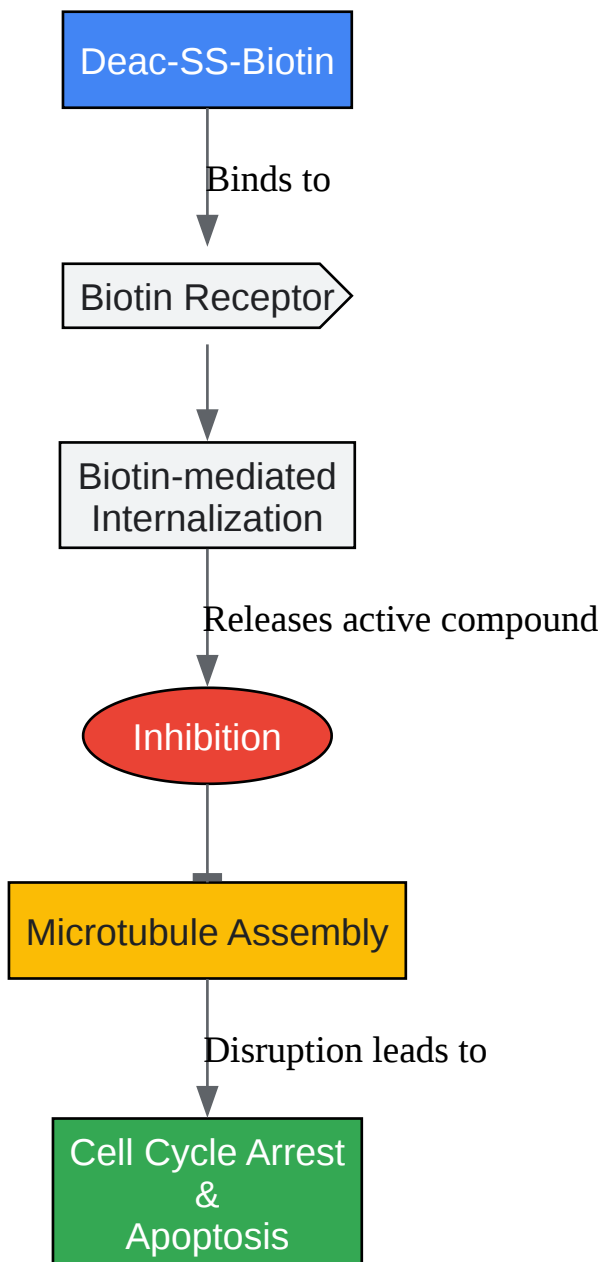 Deac-SS-Biotin
Binds to
Biotin Receptor
Biotin-mediated
Internalization
Releases active compound
Inhibition
Microtubule Assembly
Disruption leads to
Cell Cycle Arrest
&
Apoptosis